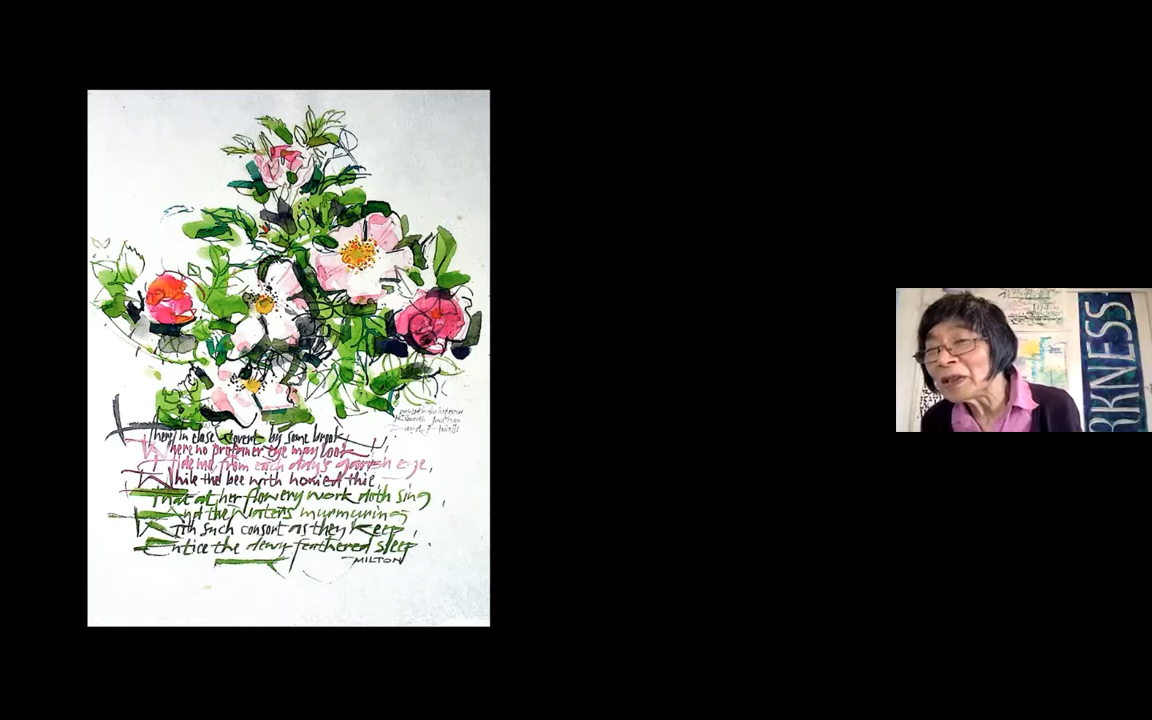 There in close covert by some brook
Where no profaner eye may look,
Hide me from each day's garish eye,
While the bee with honied thie,
That at her flowery work doth sing,
And the waters murmuring
With such consort as they keep,
Entice the dewy feathered sleep.
MILTON
RKNESS